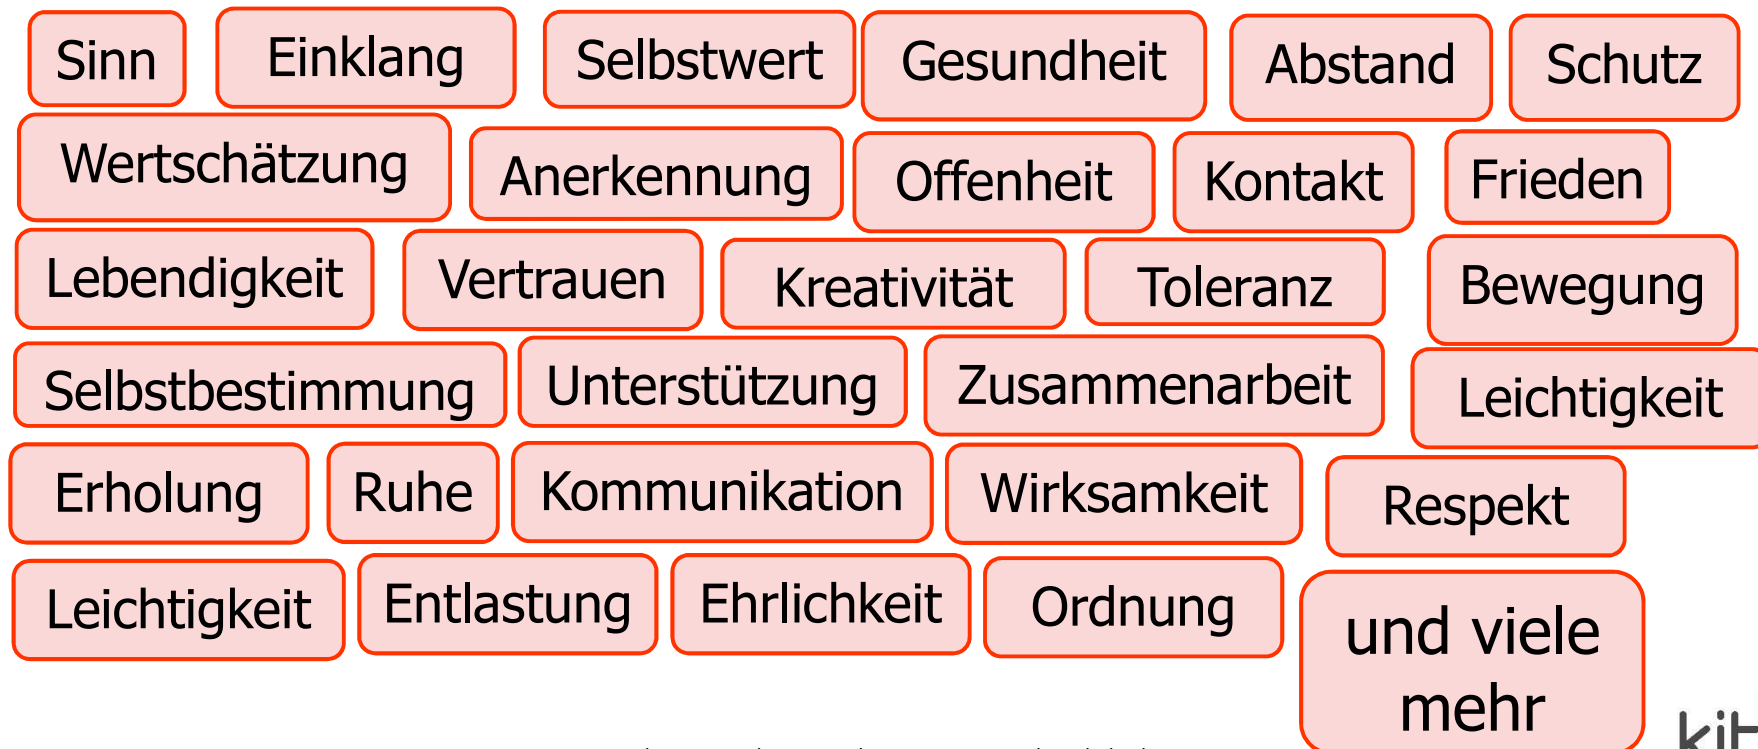 Sinn Einklang Selbstwert Gesundheit Abstand Schutz
Wertschätzung Anerkennung Offenheit Kontakt Frieden
Lebendigkeit Vertrauen Kreativität Toleranz Bewegung
Selbstbestimmung Unterstützung Zusammenarbeit Leichtigkeit
Erholung Ruhe Kommunikation Wirksamkeit Respekt
Leichtigkeit Entlastung Ehrlichkeit Ordnung
und viele
mehr